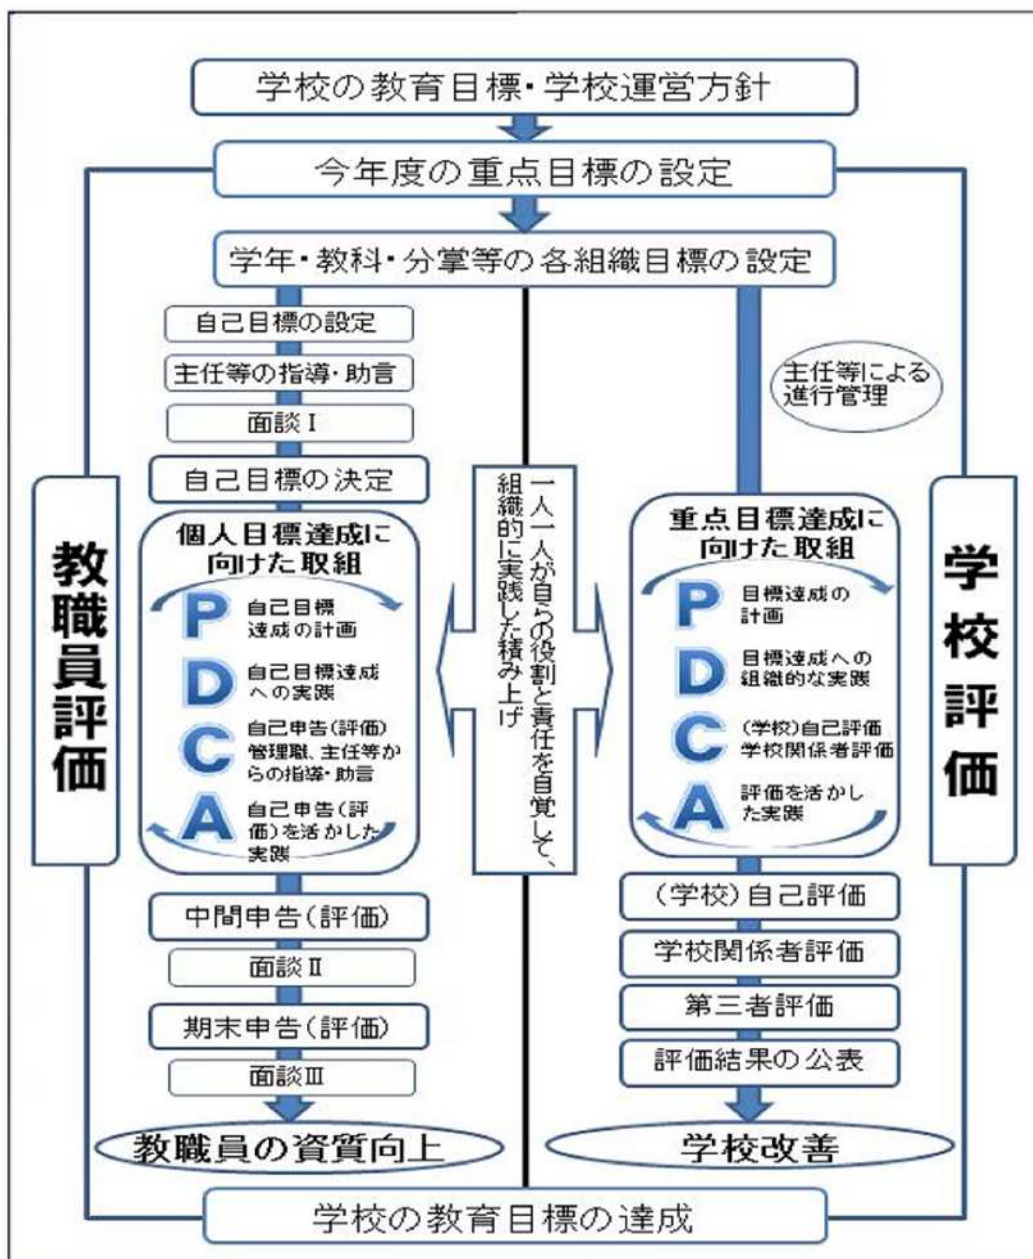 学校の教育目標・学校運営方針
今年度の重点目標の設定
学年・教科・分掌等の各組織目標の設定
自己目標の設定
主任等の指導・助言
面談Ⅰ
自己目標の決定
教職員評価
個人目標達成に
向けた取組
P
自己目標
達成の計画
D
自己目標達成
への実践
C
自己申告(評価)
管理職、主任等か
らの指導・助言
A
自己申告(評
価)を活かした
実践
中間申告(評価)
面談Ⅱ
期末申告(評価)
面談Ⅲ
教職員の資質向上
一人一人が自らの役割と責任を自覚して、
組織的に実践した積み上げ
主任等による
進行管理
重点目標達成に
向けた取組
P
目標達成の
計画
D
目標達成への
組織的な実践
C
(学校)自己評価
学校関係者評価
A
評価を活かし
た実践
学校評価
(学校)自己評価
学校関係者評価
第三者評価
評価結果の公表
学校改善
学校の教育目標の達成